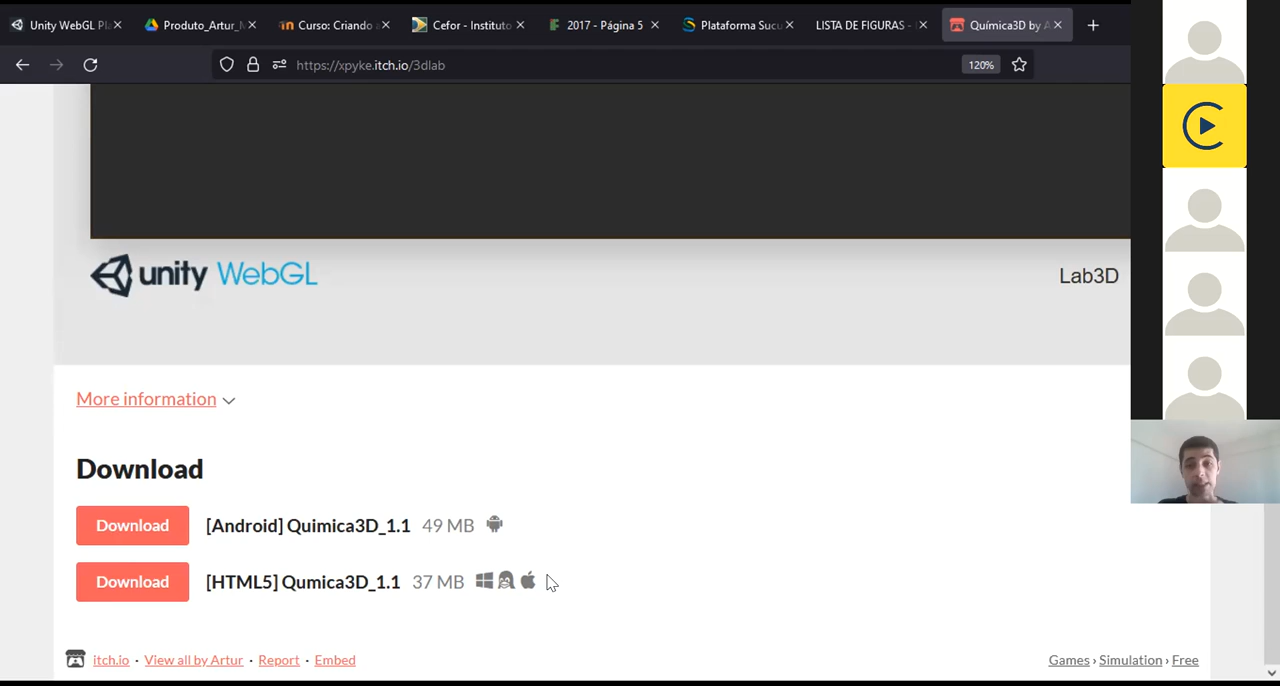 Unity WebGL Pl
Produto_Artur_M
Curso: Criando
Cefor - Instituto
2017 - Página 5
Plataforma Sucu
LISTA DE FIGURAS -
Química3D by A
https://xpyke.itch.io/3dlab
120%
unity WebGL
Lab3D
More information
Download
Download [Android] Quimica3D_1.1 49 MB
Download [HTML5] Qumica3D_1.1 37 MB
itch.io · View all by Artur · Report · Embed
Games › Simulation › Free